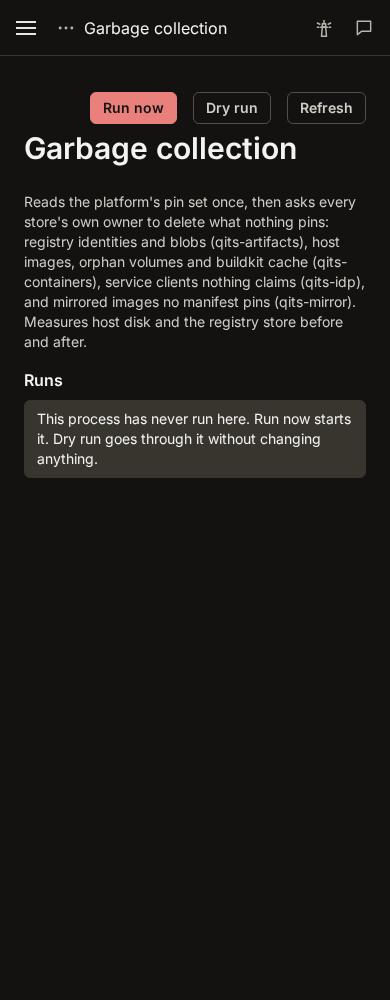 Garbage collection
Run now
Dry run
Refresh
Garbage collection
Reads the platform's pin set once, then asks every
store's own owner to delete what nothing pins:
registry identities and blobs (qits-artifacts), host
images, orphan volumes and buildkit cache (qits-
containers), service clients nothing claims (qits-idp),
and mirrored images no manifest pins (qits-mirror).
Measures host disk and the registry store before
and after.
Runs
This process has never run here. Run now starts
it. Dry run goes through it without changing
anything.